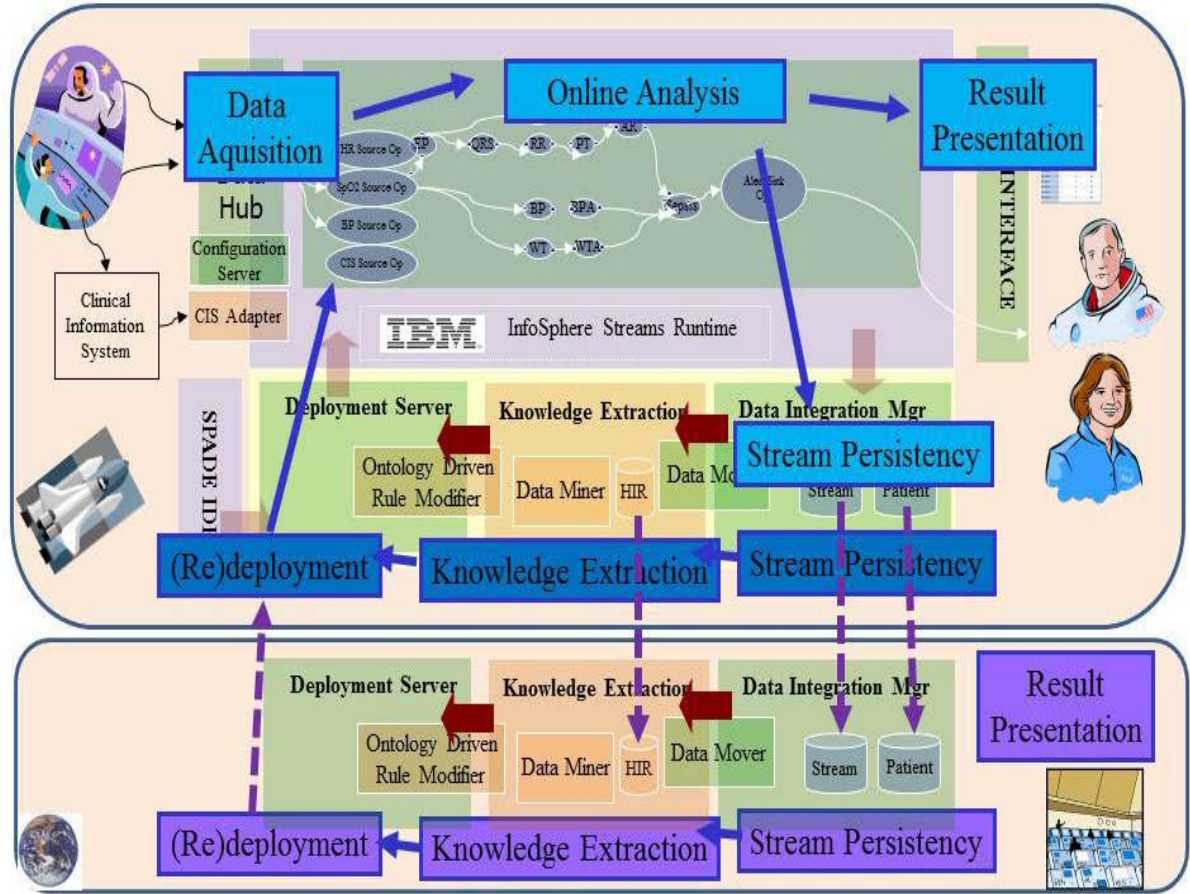 Data
Aquisition
Online Analysis
Result
Presentation
Hub
Configuration
Server
CIS Adapter
Clinical
Information
System
HR Source Op
SpO2 Source Op
BP Source Op
CIS Source Op
QRS
RR
PT
AR
BP
BPA
WT
WTA
INTERFACE
IBM
InfoSphere Streams Runtime
SPADE
Deployment Server
Knowledge Extraction
Data Integration Mgr
Ontology Driven
Rule Modifier
Data Miner
HIR
Data
Stream Persistency
Stream
Patient
(Re)deployment
Knowledge Extraction
Stream Persistency
Deployment Server
Knowledge Extraction
Data Integration Mgr
Ontology Driven
Rule Modifier
Data Miner
HIR
Data Mover
Stream
Patient
Result
Presentation
(Re)deployment
Knowledge Extraction
Stream Persistency